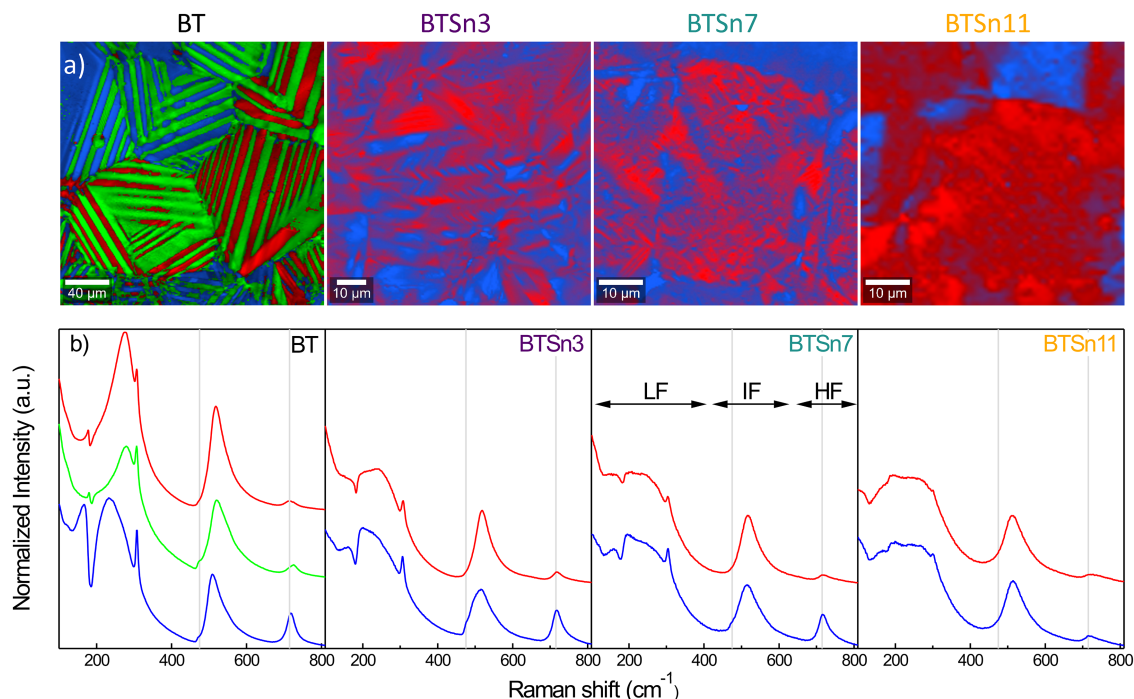 BT BTSn3 BTSn7 BTSn11
a)
40 µm 10 µm 10 µm 10 µm
b) BT BTSn3 BTSn7 BTSn11
LF IF HF
Normalized Intensity (a.u.)
200 400 600 800 200 400 600 800 200 400 600 800 200 400 600 800
Raman shift (cm⁻¹)